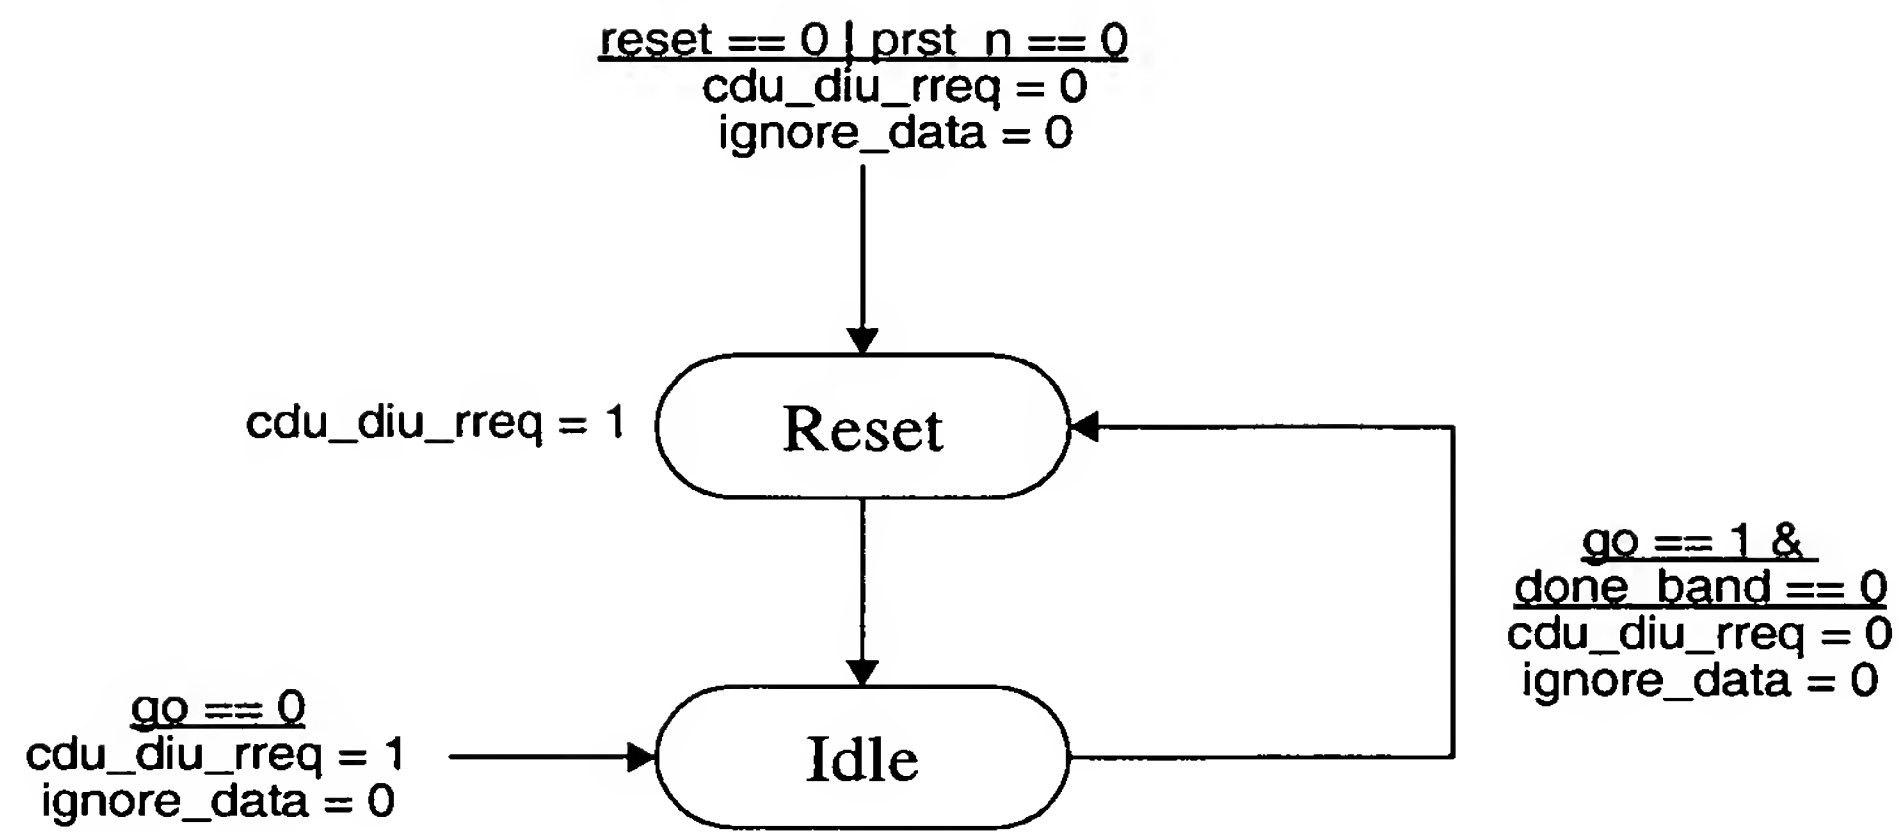 reset == 0 | prst_n == 0
cdu_diu_rreq = 0
ignore_data = 0
cdu_diu_rreq = 1
Reset
go == 1 &
done_band == 0
cdu_diu_rreq = 0
ignore_data = 0
go == 0
cdu_diu_rreq = 1
ignore_data = 0
Idle